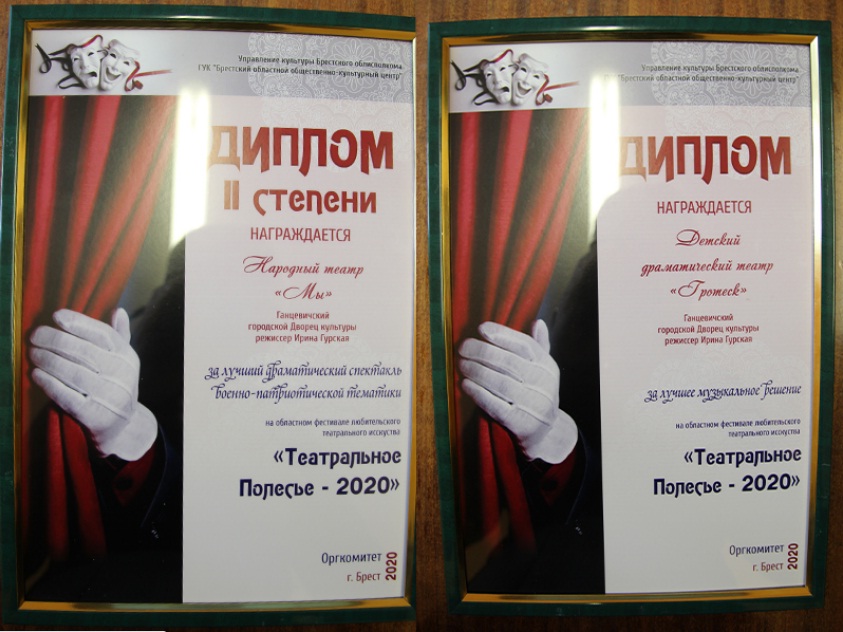 Управление культуры Брестского облисполкома
ГУК "Брестский областной общественно-культурный центр"
ДИПЛОМ
II степени
НАГРАЖДАЕТСЯ
Народный театр
«Мы»
Ганцевичский
городской Дворец культуры
режиссер Ирина Гурская
за лучший драматический спектакль
военно-патриотической тематики
на областном фестивале любительского
театрального исскуства
«Театральное
Полесье - 2020»
Оргкомитет
г. Брест
2020
Управление культуры Брестского облисполкома
"Брестский областной общественно-культурный центр"
ДИПЛОМ
НАГРАЖДАЕТСЯ
Детский
драматический театр
«Гротеск»
Ганцевичский
городской Дворец культуры
режиссер Ирина Гурская
за лучшее музыкальное решение
на областном фестивале любительского
театрального исскуства
«Театральное
Полесье - 2020»
Оргкомитет
г. Брест
2020